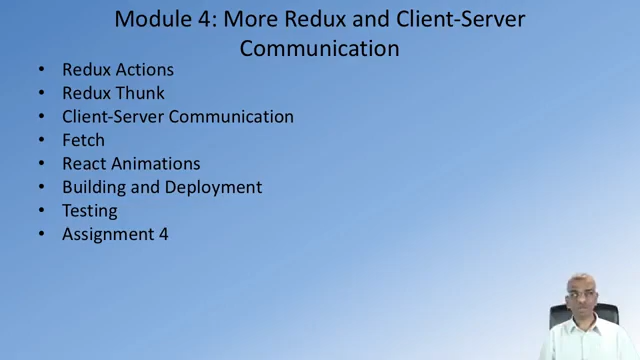 Module 4: More Redux and Client-Server
Communication
• Redux Actions
• Redux Thunk
• Client-Server Communication
• Fetch
• React Animations
• Building and Deployment
• Testing
• Assignment 4